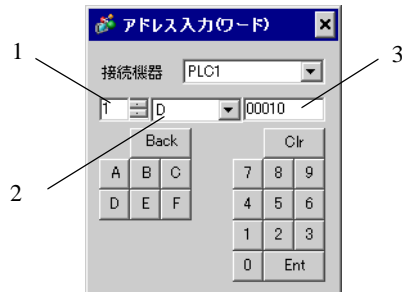 アドレス入力(ワード)
1
接続機器 PLC1
3
1 D 00010
Back Clr
A B C 7 8 9
2
D E F 4 5 6
1 2 3
0 Ent